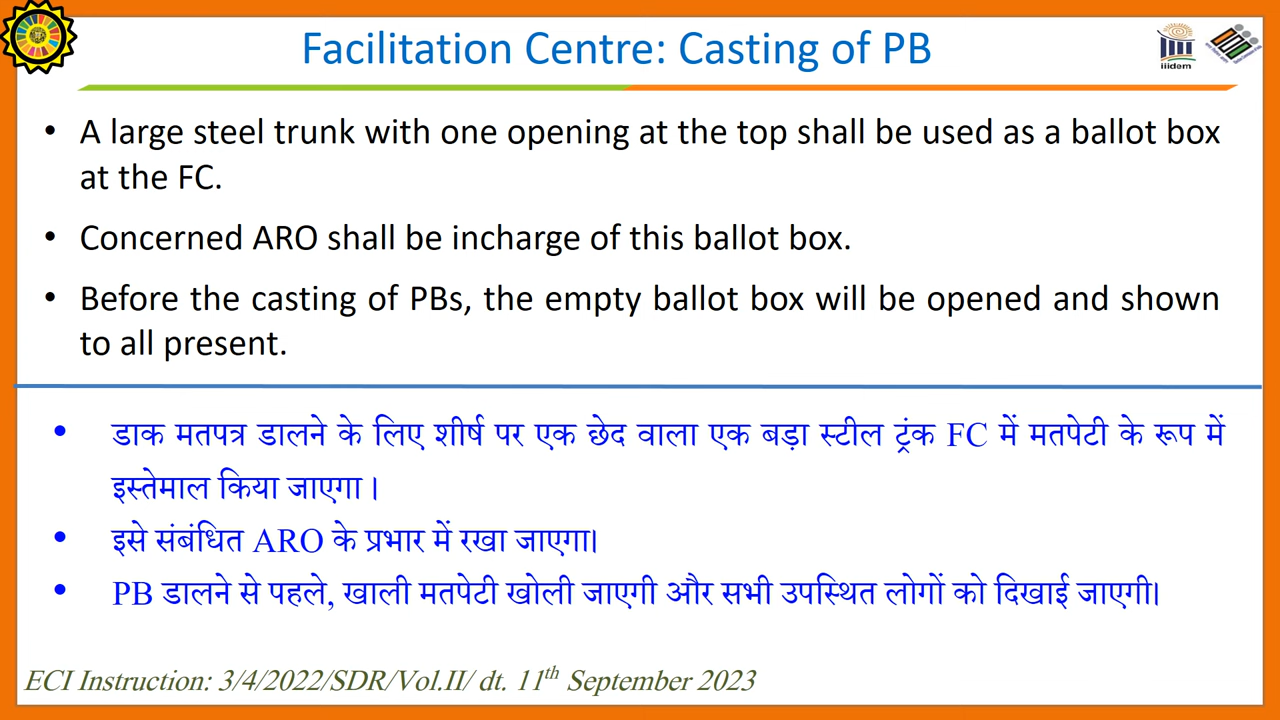 Facilitation Centre: Casting of PB
iiidem
• A large steel trunk with one opening at the top shall be used as a ballot box
at the FC.
• Concerned ARO shall be incharge of this ballot box.
• Before the casting of PBs, the empty ballot box will be opened and shown
to all present.
• डाक मतपत्र डालने के लिए शीर्ष पर एक छेद वाला एक बड़ा स्टील ट्रंक FC में मतपेटी के रूप में
इस्तेमाल किया जाएगा ।
• इसे संबंधित ARO के प्रभार में रखा जाएगा।
• PB डालने से पहले, खाली मतपेटी खोली जाएगी और सभी उपस्थित लोगों को दिखाई जाएगी।
ECI Instruction: 3/4/2022/SDR/Vol.II/ dt. 11th September 2023